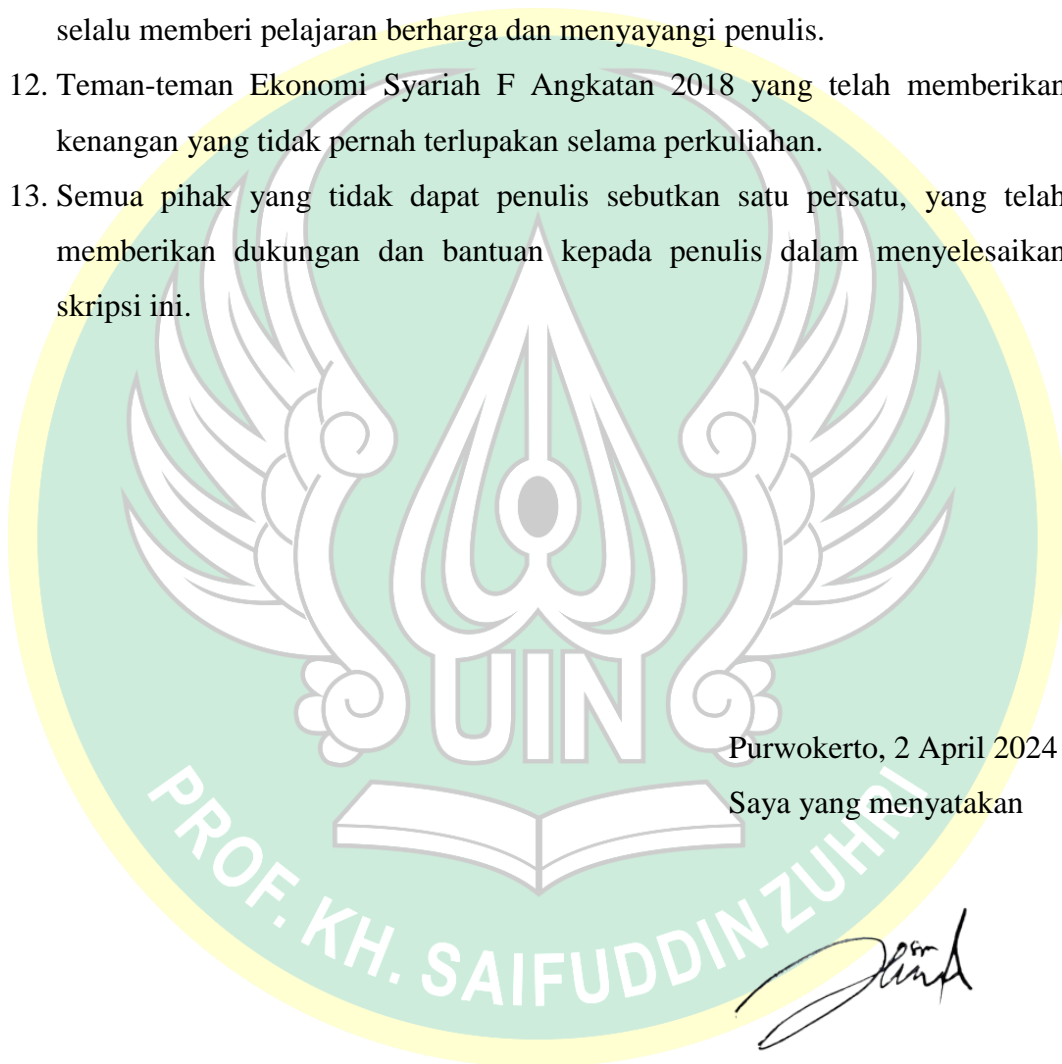 selalu memberi pelajaran berharga dan menyayangi penulis.
12. Teman-teman Ekonomi Syariah F Angkatan 2018 yang telah memberikan
kenangan yang tidak pernah terlupakan selama perkuliahan.
13. Semua pihak yang tidak dapat penulis sebutkan satu persatu, yang telah
memberikan dukungan dan bantuan kepada penulis dalam menyelesaikan
skripsi ini.
UIN
Purwokerto, 2 April 2024
Saya yang menyatakan
PROF. KH. SAIFUDDIN ZUHRI